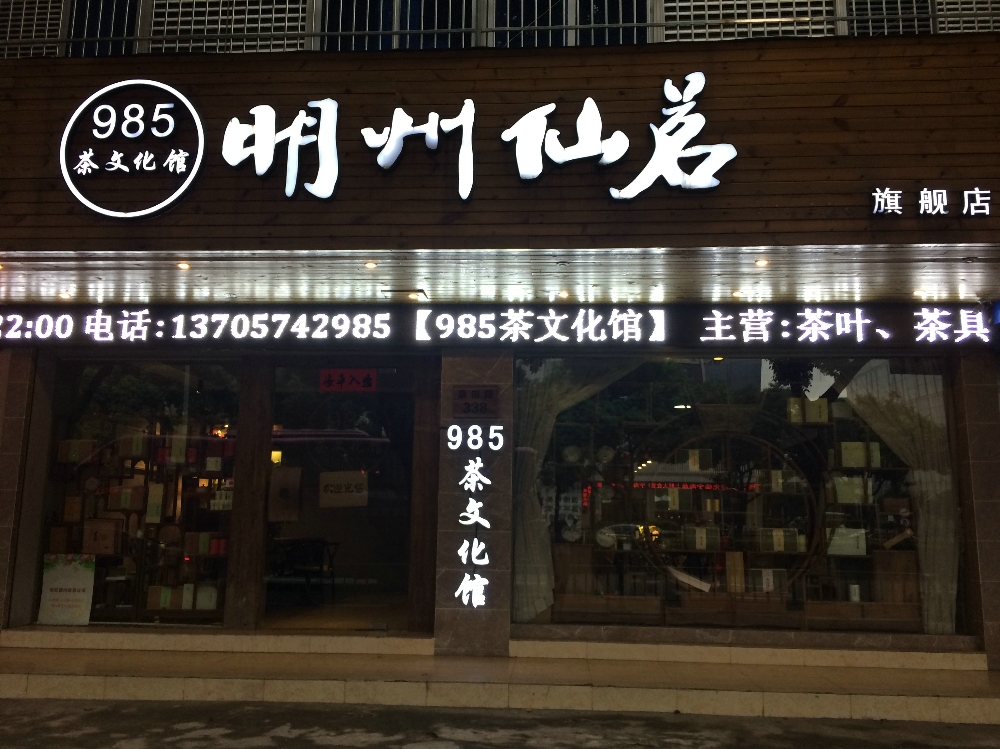 985
茶文化馆
明州仙茗
旗舰店
22:00 电话:13705742985 【985茶文化馆】 主营:茶叶、茶具
338
985
茶文化馆